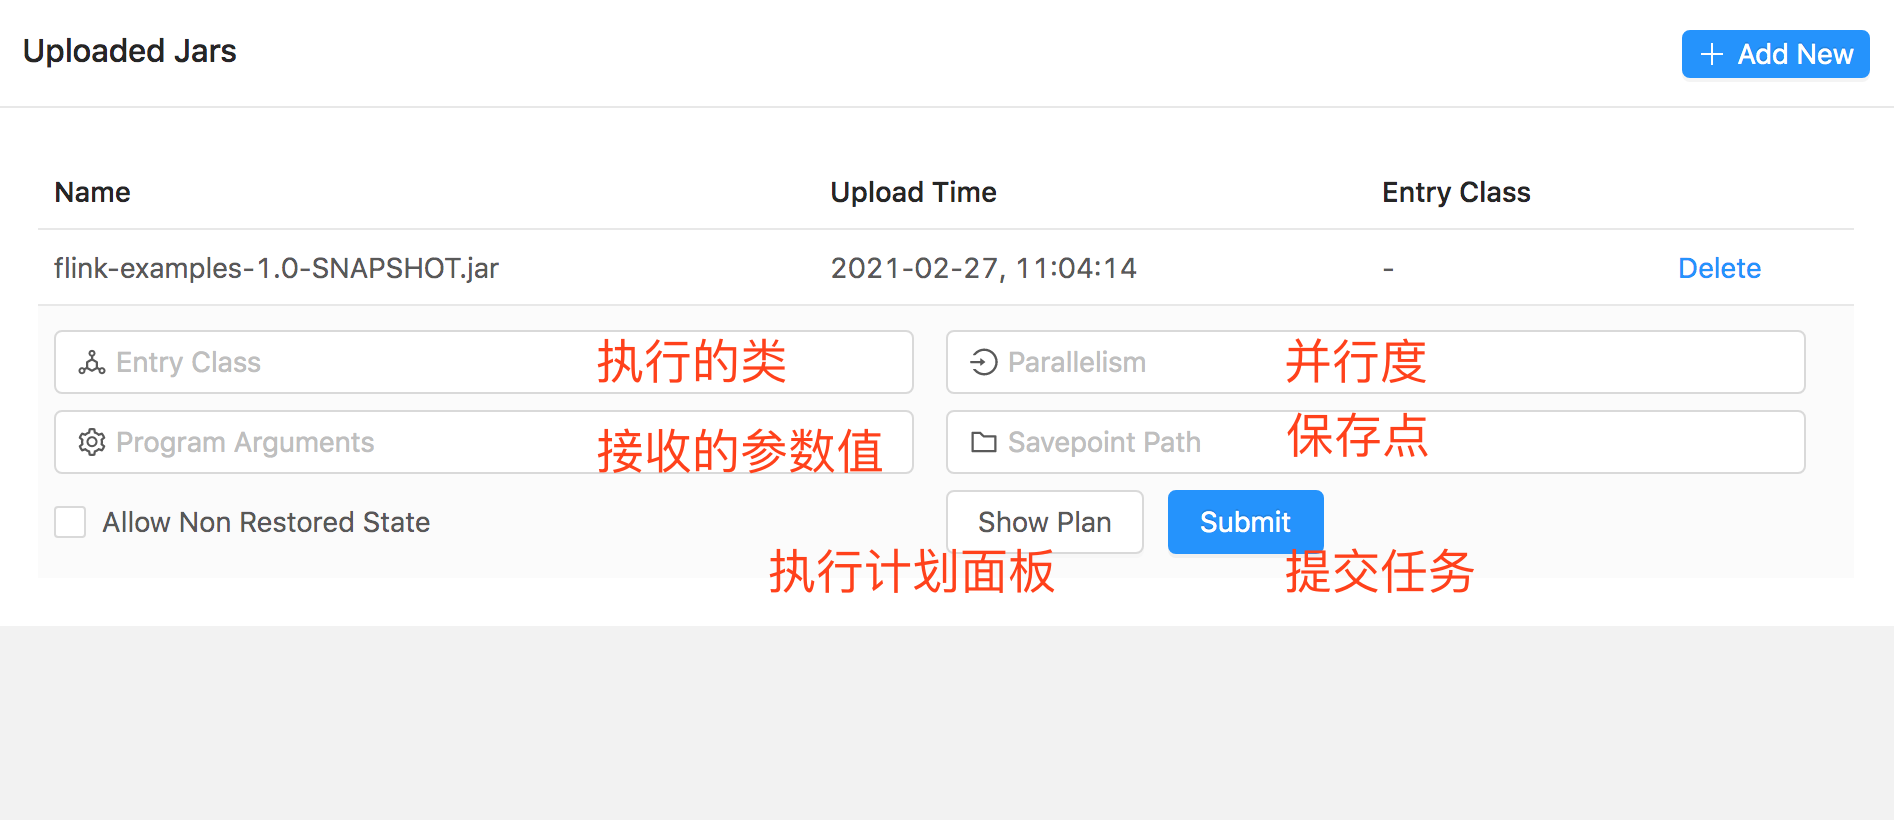 Uploaded Jars
+ Add New
Name Upload Time Entry Class
flink-examples-1.0-SNAPSHOT.jar 2021-02-27, 11:04:14 - Delete
Entry Class 执行的类 Parallelism 并行度
Program Arguments 接收的参数值 Savepoint Path 保存点
Allow Non Restored State Show Plan Submit
执行计划面板 提交任务